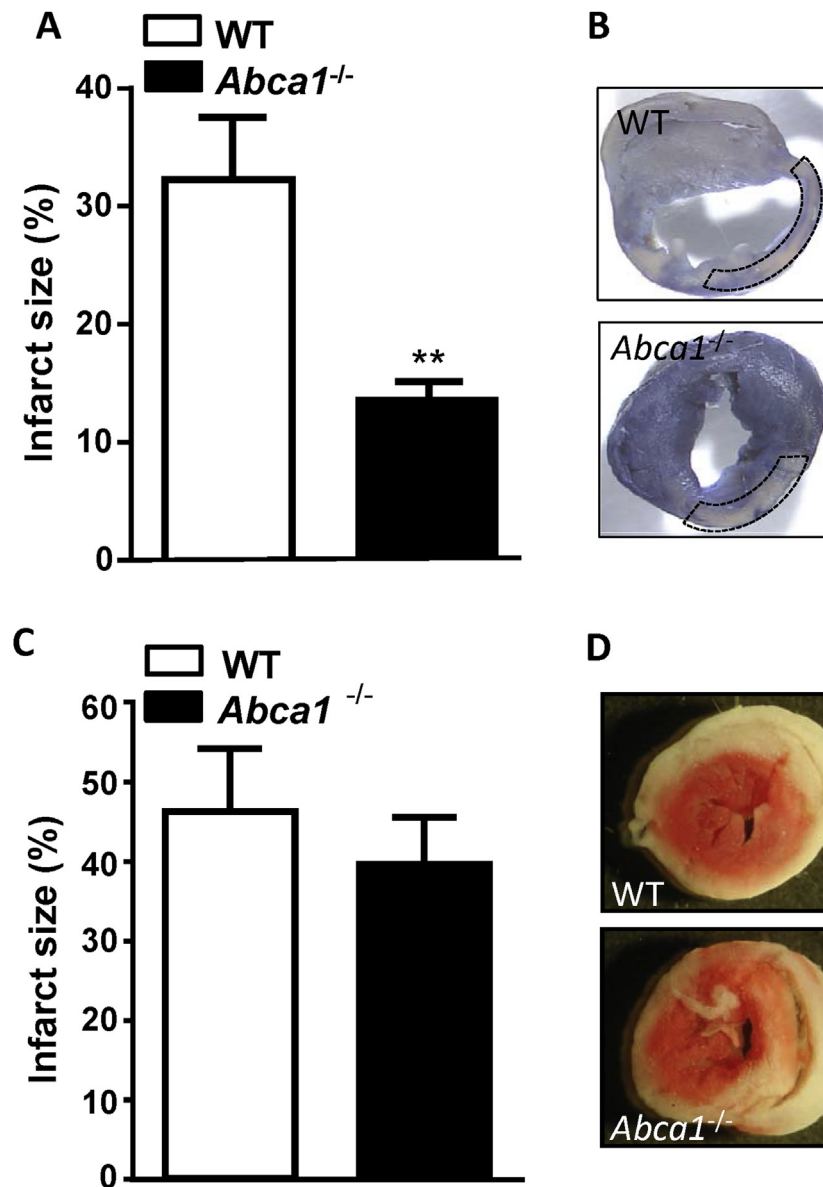 A
WT
Abca1-/-
Infarct size (%)
40
30
20
10
0
**
B
WT
Abca1-/-
C
WT
Abca1 -/-
Infarct size (%)
60
50
40
30
20
10
0
D
WT
Abca1-/-